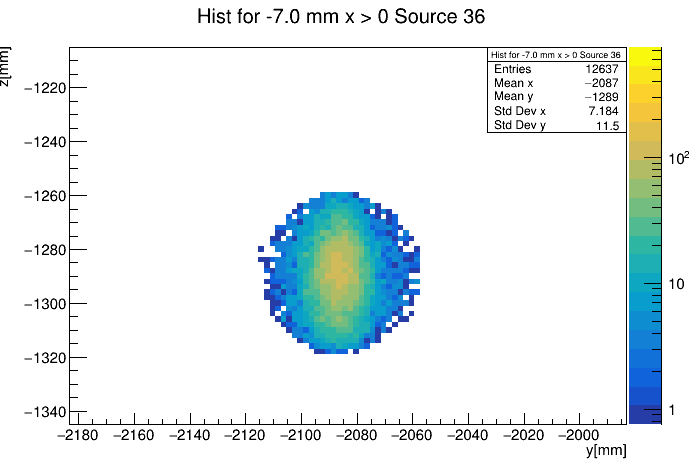 Hist for -7.0 mm x > 0 Source 36
z[mm]
Hist for -7.0 mm x > 0 Source 36
Entries 12637
Mean x −2087
Mean y −1289
Std Dev x 7.184
Std Dev y 11.5
−1220
−1240
−1260
−1280
−1300
−1320
−1340
10²
10
1
−2180 −2160 −2140 −2120 −2100 −2080 −2060 −2040 −2020 −2000
y[mm]